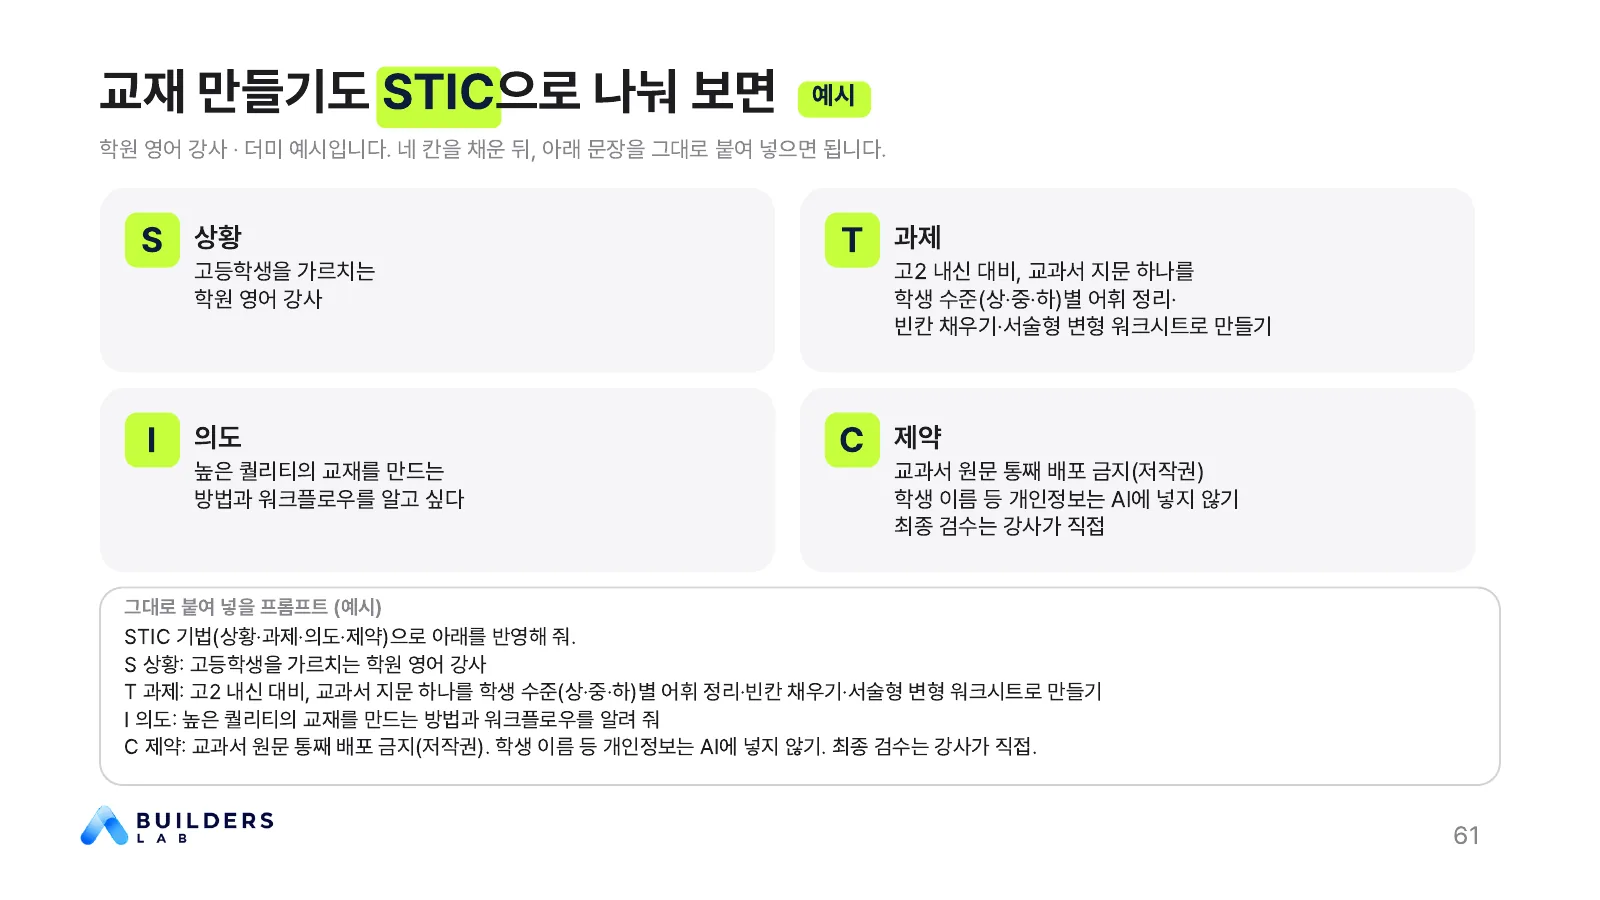 교재 만들기도 STIC으로 나눠 보면 예시
학원 영어 강사 · 더미 예시입니다. 네 칸을 채운 뒤, 아래 문장을 그대로 붙여 넣으면 됩니다.
S 상황
고등학생을 가르치는
학원 영어 강사
T 과제
고2 내신 대비, 교과서 지문 하나를
학생 수준(상·중·하)별 어휘 정리·
빈칸 채우기·서술형 변형 워크시트로 만들기
I 의도
높은 퀄리티의 교재를 만드는
방법과 워크플로우를 알고 싶다
C 제약
교과서 원문 통째 배포 금지(저작권)
학생 이름 등 개인정보는 AI에 넣지 않기
최종 검수는 강사가 직접
그대로 붙여 넣을 프롬프트 (예시)
STIC 기법(상황·과제·의도·제약)으로 아래를 반영해 줘.
S 상황: 고등학생을 가르치는 학원 영어 강사
T 과제: 고2 내신 대비, 교과서 지문 하나를 학생 수준(상·중·하)별 어휘 정리·빈칸 채우기·서술형 변형 워크시트로 만들기
I 의도: 높은 퀄리티의 교재를 만드는 방법과 워크플로우를 알려 줘
C 제약: 교과서 원문 통째 배포 금지(저작권). 학생 이름 등 개인정보는 AI에 넣지 않기. 최종 검수는 강사가 직접.
BUILDERS
LAB
61